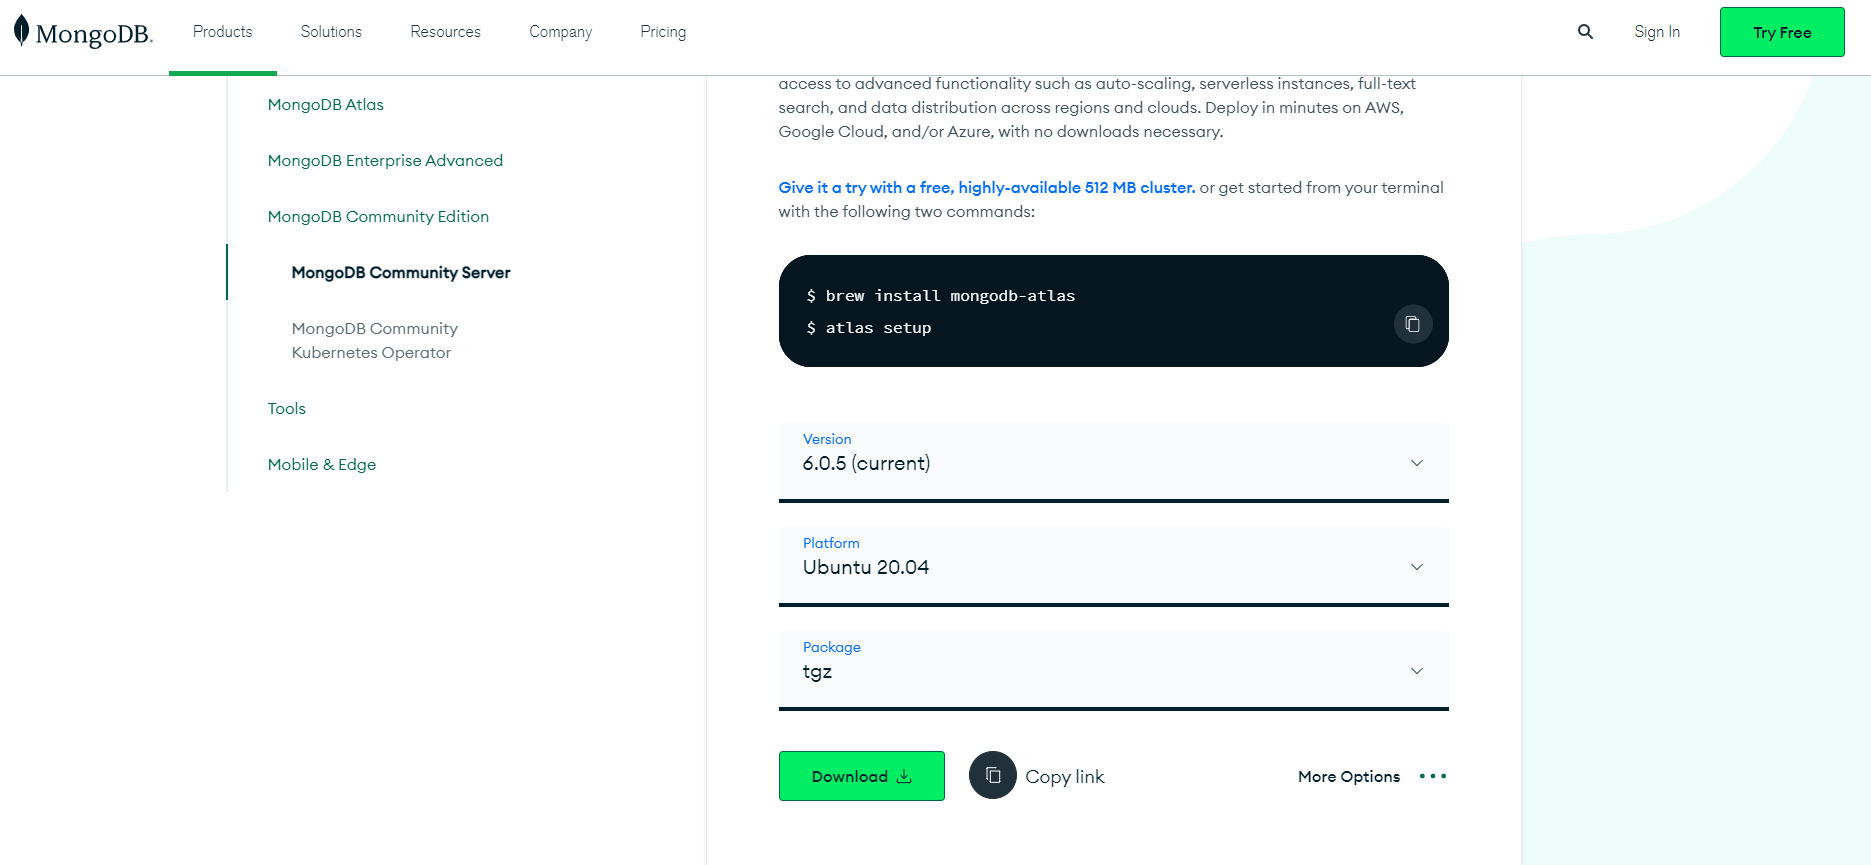 MongoDB.
Products
Solutions
Resources
Company
Pricing
Sign In
Try Free
MongoDB Atlas
MongoDB Enterprise Advanced
MongoDB Community Edition
MongoDB Community Server
MongoDB Community
Kubernetes Operator
Tools
Mobile & Edge
access to advanced functionality such as auto-scaling, serverless instances, full-text
search, and data distribution across regions and clouds. Deploy in minutes on AWS,
Google Cloud, and/or Azure, with no downloads necessary.
Give it a try with a free, highly-available 512 MB cluster. or get started from your terminal
with the following two commands:
$ brew install mongodb-atlas
$ atlas setup
Version
6.0.5 (current)
Platform
Ubuntu 20.04
Package
tgz
Download
Copy link
More Options